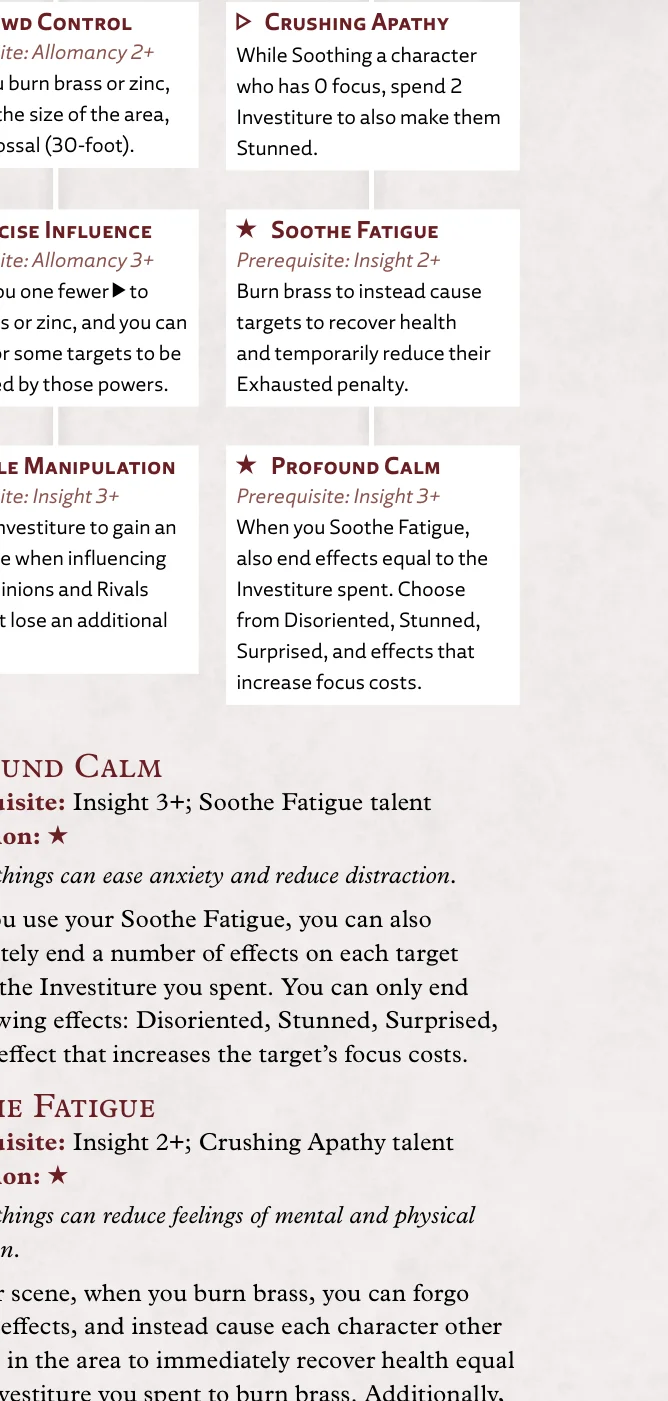 WD CONTROL
ite: Allomancy 2+
u burn brass or zinc,
the size of the area,
ossal (30-foot).
▷ CRUSHING APATHY
While Soothing a character
who has 0 focus, spend 2
Investiture to also make them
Stunned.
CISE INFLUENCE
ite: Allomancy 3+
ou one fewer ▶ to
s or zinc, and you can
or some targets to be
ed by those powers.
★ SOOTHE FATIGUE
Prerequisite: Insight 2+
Burn brass to instead cause
targets to recover health
and temporarily reduce their
Exhausted penalty.
LE MANIPULATION
ite: Insight 3+
nvestiture to gain an
e when influencing
inions and Rivals
t lose an additional
★ PROFOUND CALM
Prerequisite: Insight 3+
When you Soothe Fatigue,
also end effects equal to the
Investiture spent. Choose
from Disoriented, Stunned,
Surprised, and effects that
increase focus costs.
UND CALM
uisite: Insight 3+; Soothe Fatigue talent
ion: ★
things can ease anxiety and reduce distraction.
ou use your Soothe Fatigue, you can also
tely end a number of effects on each target
the Investiture you spent. You can only end
wing effects: Disoriented, Stunned, Surprised,
effect that increases the target's focus costs.
HE FATIGUE
uisite: Insight 2+; Crushing Apathy talent
ion: ★
things can reduce feelings of mental and physical
n.
r scene, when you burn brass, you can forgo
effects, and instead cause each character other
in the area to immediately recover health equal
vestiture you spent to burn brass. Additionally,